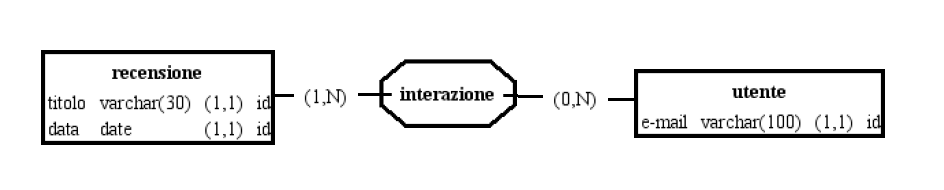 recensione
titolo varchar(30) (1,1) id
data date (1,1) id
(1,N)
interazione
(0,N)
utente
e-mail varchar(100) (1,1) id